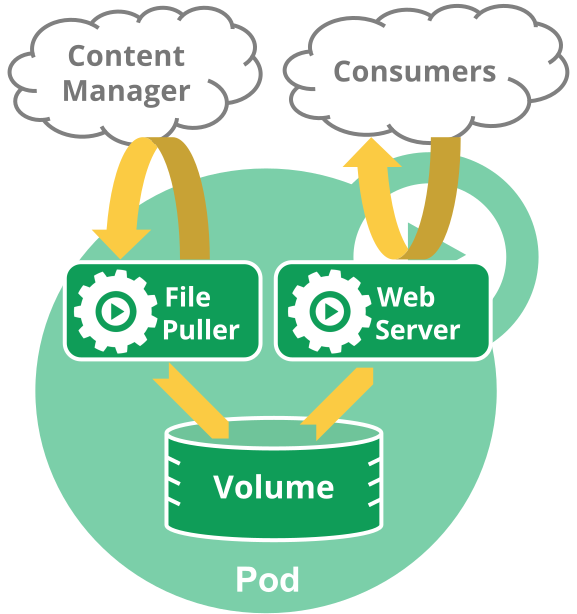 Content
Manager
Consumers
File
Puller
Web
Server
Volume
Pod